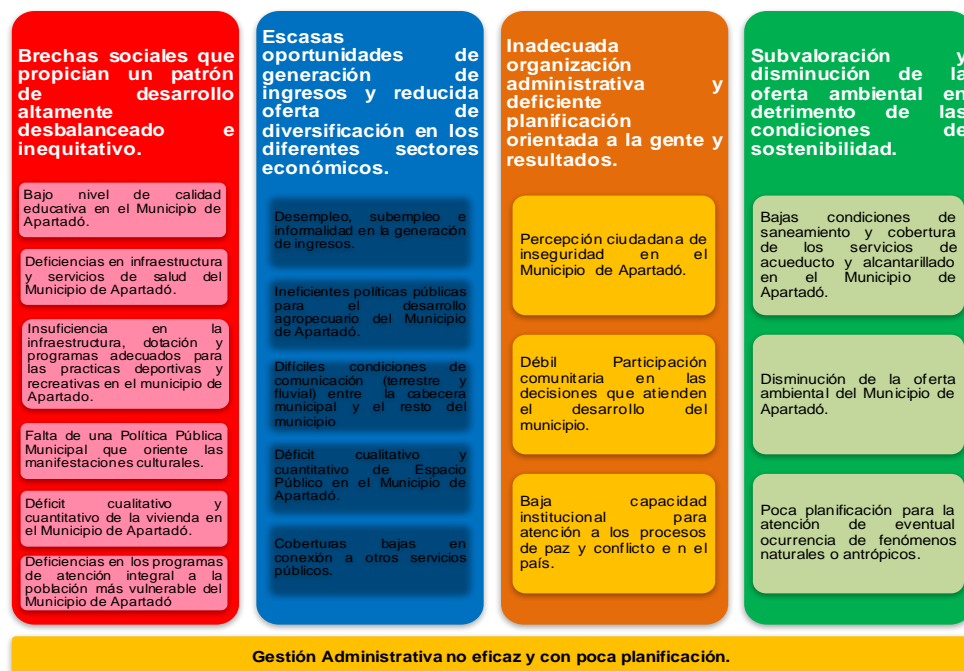 Brechas sociales que
propician un patrón
de desarrollo
altamente
desbalanceado e
inequitativo.
Bajo nivel de calidad
educativa en el Municipio de
Apartadó.
Deficiencias en infraestructura
y servicios de salud del
Municipio de Apartadó.
Insuficiencia en la
infraestructura, dotación y
programas adecuados para
las practicas deportivas y
recreativas en el municipio de
Apartado.
Falta de una Política Pública
Municipal que oriente las
manifestaciones culturales.
Déficit cualitativo y
cuantitativo de la vivienda en
el Municipio de Apartadó.
Deficiencias en los programas
de atención integral a la
población más vulnerable del
Municipio de Apartadó
Escasas
oportunidades de
generación de
ingresos y reducida
oferta de
diversificación en los
diferentes sectores
económicos.
Desempleo, subempleo e
informalidad en la generación
de ingresos.
Ineficientes políticas públicas
para el desarrollo
agropecuario del Municipio
de Apartadó.
Difíciles condiciones de
comunicación (terrestre y
fluvial) entre la cabecera
municipal y el resto del
municipio
Déficit cualitativo y
cuantitativo de Espacio
Público en el Municipio de
Apartadó.
Coberturas bajas en
conexión a otros servicios
públicos.
Inadecuada
organización
administrativa y
deficiente
planificación
orientada a la gente y
resultados.
Percepción ciudadana de
inseguridad en el
Municipio de Apartadó.
Débil Participación
comunitaria en las
decisiones que atienden
el desarrollo del
municipio.
Baja capacidad
institucional para
atención a los procesos
de paz y conflicto e n el
país.
Subvaloración y
disminución de la
oferta ambiental en
detrimento de las
condiciones de
sostenibilidad.
Bajas condiciones de
saneamiento y cobertura
de los servicios de
acueducto y alcantarillado
en el Municipio de
Apartadó.
Disminución de la oferta
ambiental del Municipio de
Apartadó.
Poca planificación para la
atención de eventual
ocurrencia de fenómenos
naturales o antrópicos.
Gestión Administrativa no eficaz y con poca planificación.